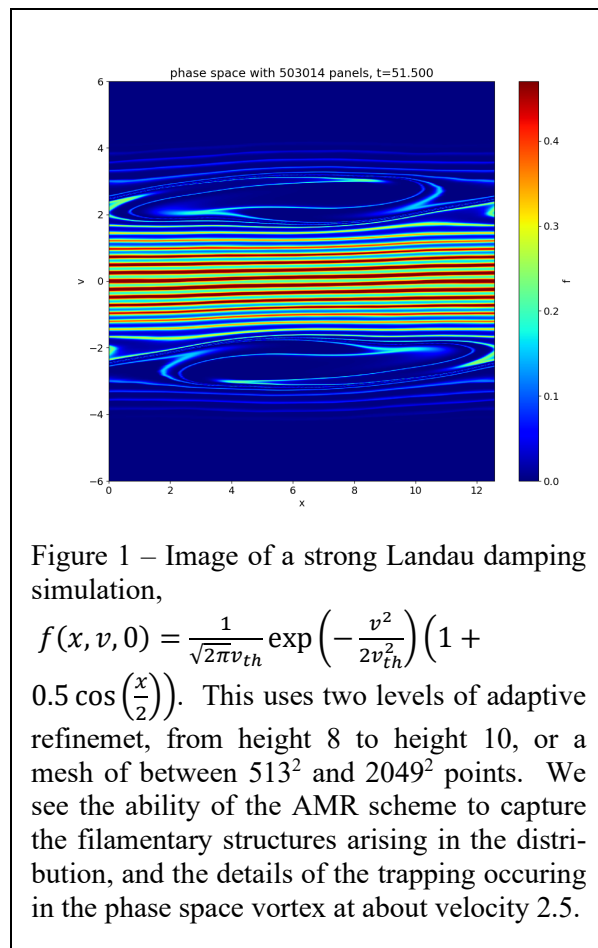 phase space with 503014 panels, t=51.500
6
4
2
0
−2
−4
−6
v
0 2 4 6 8 10 12
x
0.4
0.3
0.2
0.1
0.0
f
Figure 1 – Image of a strong Landau damping
simulation,
f(x, v, 0) = 1/(√2π v_th) exp(−v²/(2v_th²))(1 +
0.5 cos(x/2)). This uses two levels of adaptive
refinemet, from height 8 to height 10, or a
mesh of between 513² and 2049² points. We
see the ability of the AMR scheme to capture
the filamentary structures arising in the distri-
bution, and the details of the trapping occuring
in the phase space vortex at about velocity 2.5.